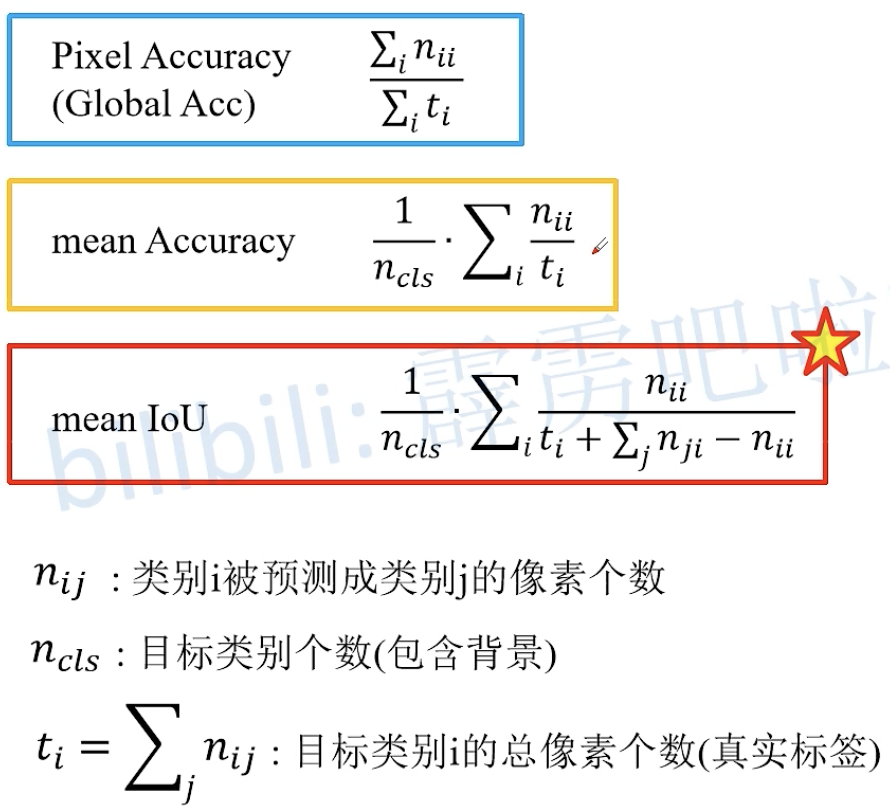 Pixel Accuracy (Global Acc) $\frac{\sum_i n_{ii}}{\sum_i t_i}$
mean Accuracy $\frac{1}{n_{cls}} \cdot \sum_i \frac{n_{ii}}{t_i}$
mean IoU $\frac{1}{n_{cls}} \cdot \sum_i \frac{n_{ii}}{t_i + \sum_j n_{ji} - n_{ii}}$
bilibili: 霹雳吧啦
$n_{ij}$ : 类别i被预测成类别j的像素个数
$n_{cls}$ : 目标类别个数(包含背景)
$t_i = \sum_j n_{ij}$ : 目标类别i的总像素个数(真实标签)